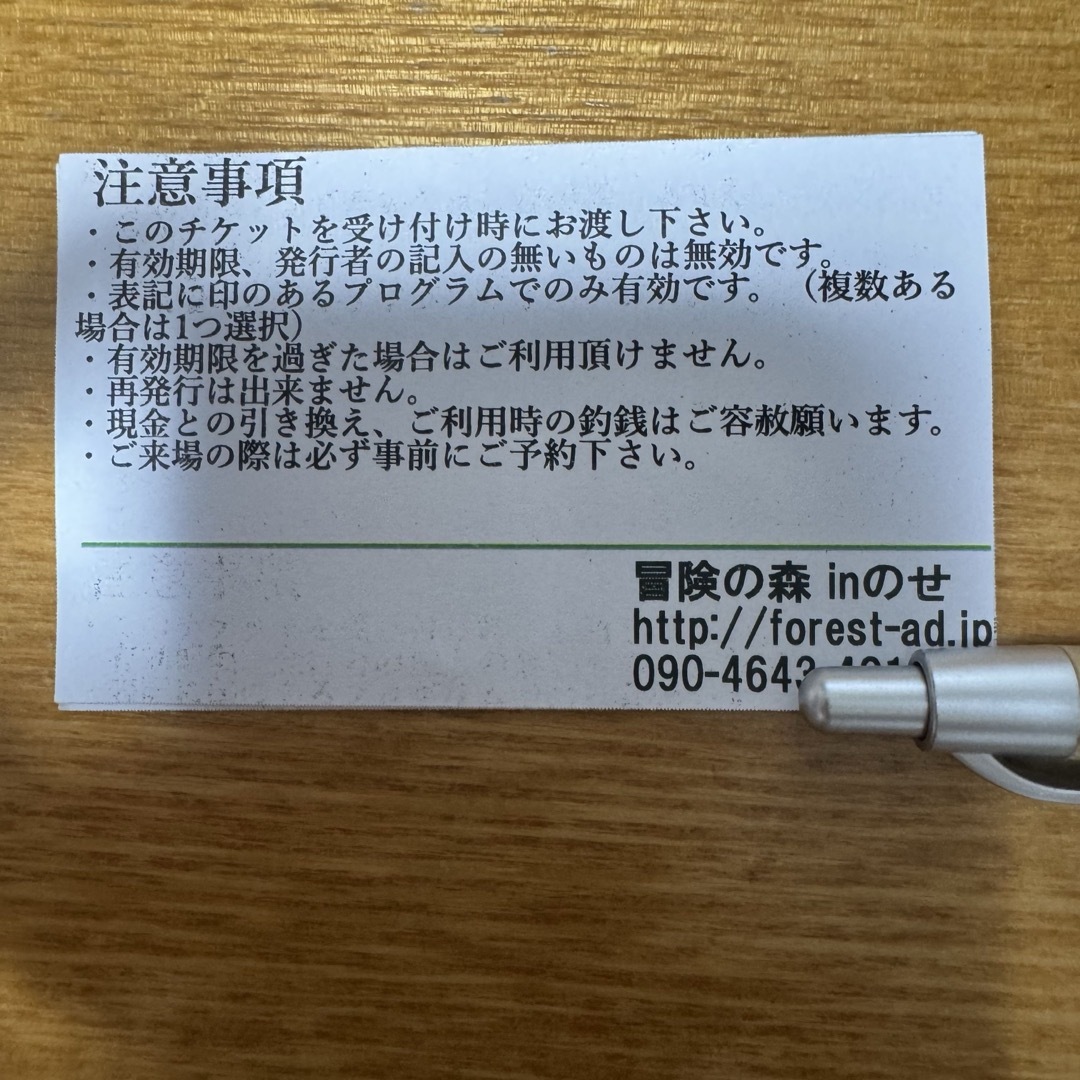 注意事項
・このチケットを受け付け時にお渡し下さい。
・有効期限、発行者の記入の無いものは無効です。
・表記に印のあるプログラムでのみ有効です。（複数ある
場合は1つ選択）
・有効期限を過ぎた場合はご利用頂けません。
・再発行は出来ません。
・現金との引き換え、ご利用時の釣銭はご容赦願います。
・ご来場の際は必ず事前にご予約下さい。
冒険の森 inのせ
http://forest-ad.jp
090-4643-